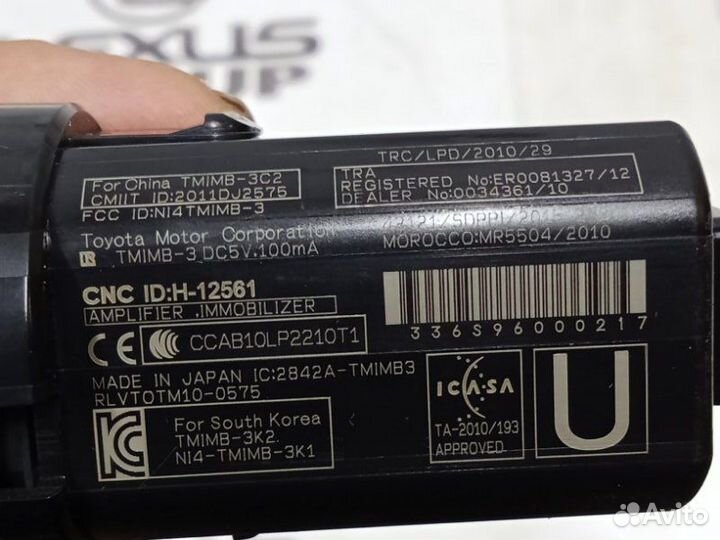 For China TMIMB-3C2
CMIIT ID:2011DJ2575
FCC ID:NI4TMIMB-3
Toyota Motor Corporation
TMIMB-3 DC5V.100mA
CNC ID:H-12561
AMPLIFIER ,IMMOBILIZER
CE
CCAB10LP2210T1
MADE IN JAPAN IC:2842A-TMIMB3
RLVTOTM10-0575
KC
For South Korea
TMIMB-3K2.
NI4-TMIMB-3K1
TRC/LPD/2010/29
TRA
REGISTERED No:ER0081327/12
DEALER No:0034361/10
MOROCCO:MR5504/2010
336S96000217
ICASA
TA-2010/193
APPROVED
U
Avito